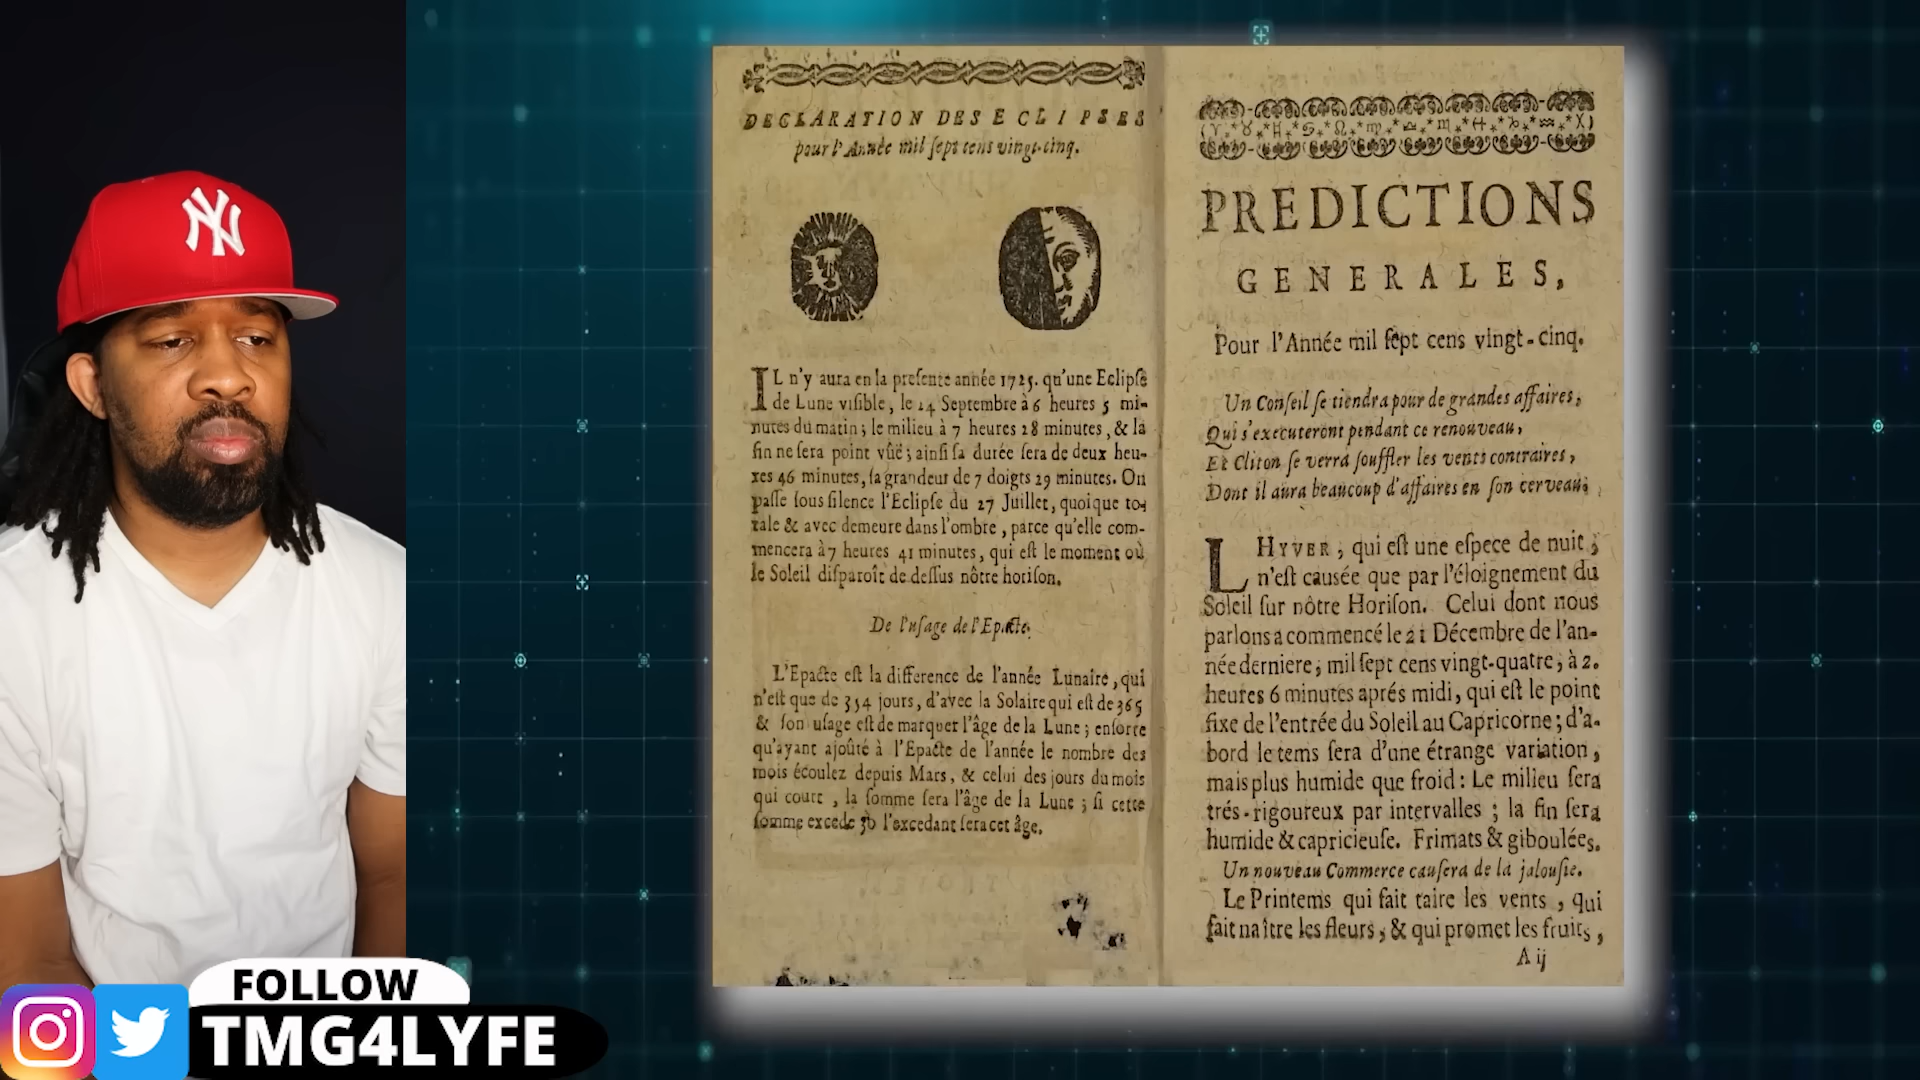 DECLARATION DES ECLIPSES
pour l'Année mil sept cens vingt-cinq.
IL n'y aura en la presente année 1725. qu'une Eclipse
de Lune visible, le 14 Septembre à 6 heures 5 mi-
nutes du matin; le milieu à 7 heures 28 minutes, & la
fin ne sera point vûë; ainsi sa durée sera de deux heu-
res 46 minutes, sa grandeur de 7 doigts 29 minutes. On
passe sous silence l'Eclipse du 27 Juillet, quoique to-
tale & avec demeure dans l'ombre, parce qu'elle com-
mencera à 7 heures 41 minutes, qui est le moment où
le Soleil disparoît de dessus nôtre horison.
De l'usage de l'Epacte.
L'Epacte est la difference de l'année Lunaire, qui
n'est que de 354 jours, d'avec la Solaire qui est de 365
& son usage est de marquer l'âge de la Lune; ensorte
qu'ayant ajoûté à l'Epacte de l'année le nombre des
mois écoulez depuis Mars, & celui des jours du mois
qui court, la somme sera l'âge de la Lune; si cette
somme excede 30 l'excedant sera cet âge.
PREDICTIONS
GENERALES,
Pour l'Année mil sept cens vingt-cinq.
Un Conseil se tiendra pour de grandes affaires,
Qui s'executeront pendant ce renouveau,
Et Cliton se verra souffler les vents contraires,
Dont il aura beaucoup d'affaires en son cerveau;
L'HYVER, qui est une espece de nuit,
n'est causée que par l'éloignement du
Soleil sur nôtre Horison. Celui dont nous
parlons a commencé le 21 Décembre de l'an-
née derniere, mil sept cens vingt-quatre, à 2.
heures 6 minutes aprés midi, qui est le point
fixe de l'entrée du Soleil au Capricorne; d'a-
bord le tems sera d'une étrange variation,
mais plus humide que froid: Le milieu sera
trés-rigoureux par intervalles; la fin sera
humide & capricieuse. Frimats & giboulées.
Un nouveau Commerce causera de la jalousie.
Le Printems qui fait taire les vents, qui
fait naître les fleurs, & qui promet les fruits,
A ij
NY
FOLLOW
TMG4LYFE